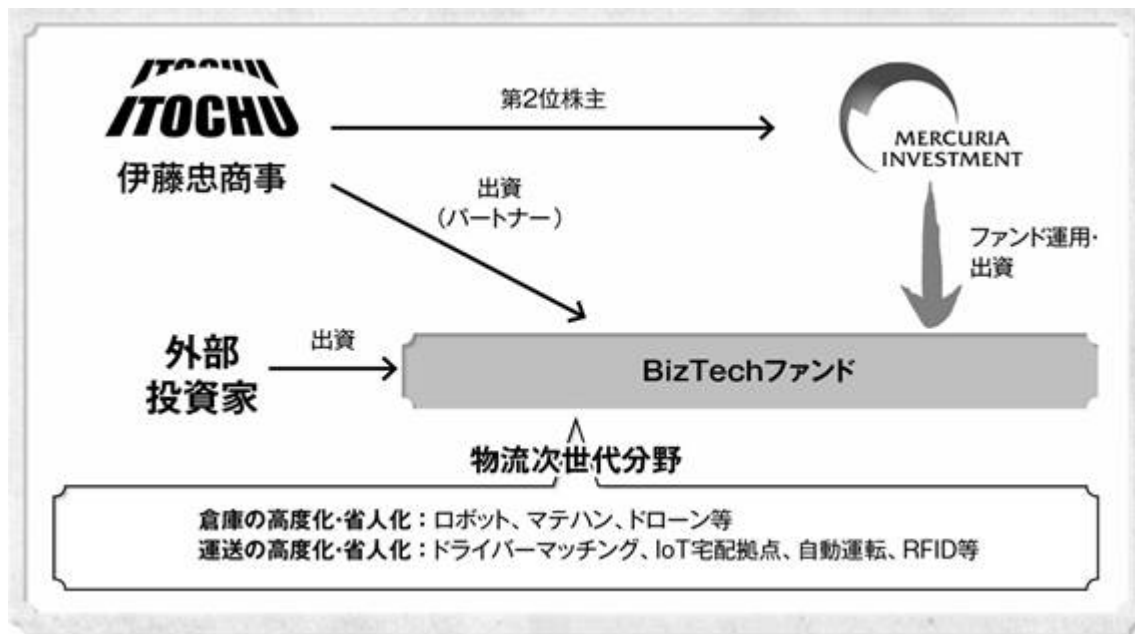 ITOCHU
ITOCHU
伊藤忠商事
第2位株主
MERCURIA
INVESTMENT
出資
（パートナー）
ファンド運用・
出資
外部
投資家
出資
BizTechファンド
物流次世代分野
倉庫の高度化・省人化：ロボット、マテハン、ドローン等
運送の高度化・省人化：ドライバーマッチング、IoT宅配拠点、自動運転、RFID等